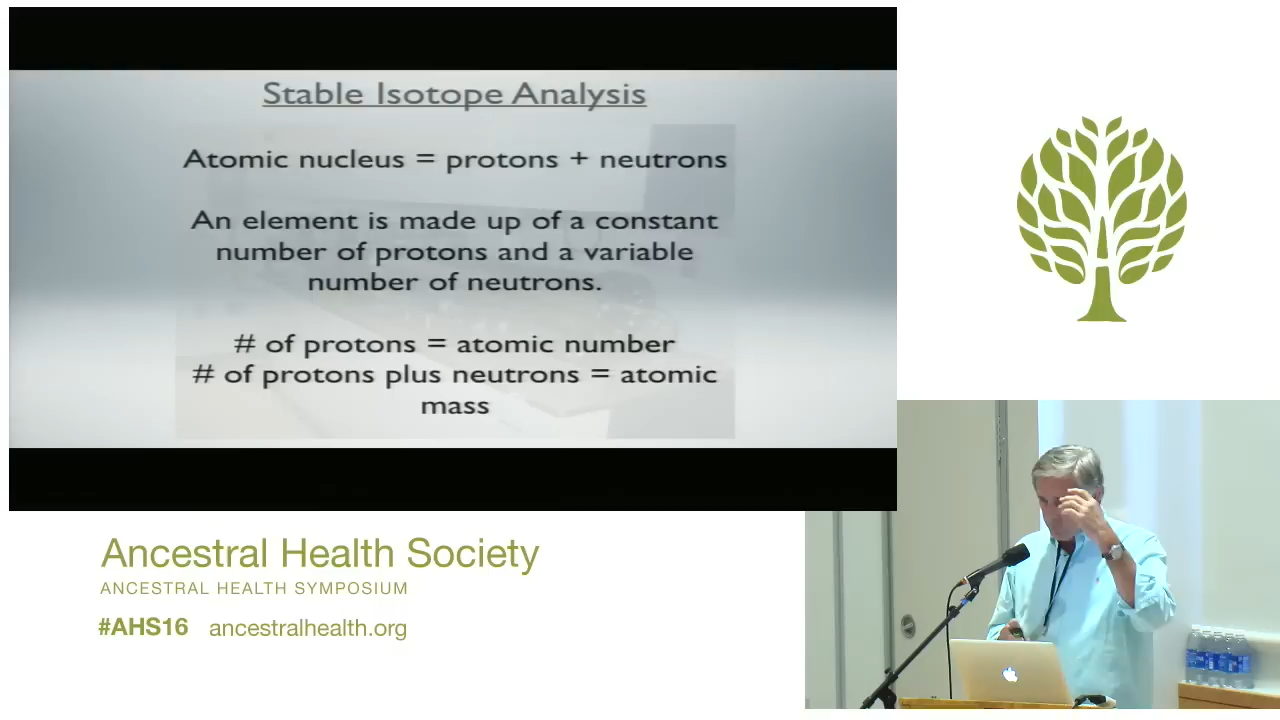 Stable Isotope Analysis
Atomic nucleus = protons + neutrons
An element is made up of a constant
number of protons and a variable
number of neutrons.
# of protons = atomic number
# of protons plus neutrons = atomic
mass
Ancestral Health Society
ANCESTRAL HEALTH SYMPOSIUM
#AHS16 ancestralhealth.org